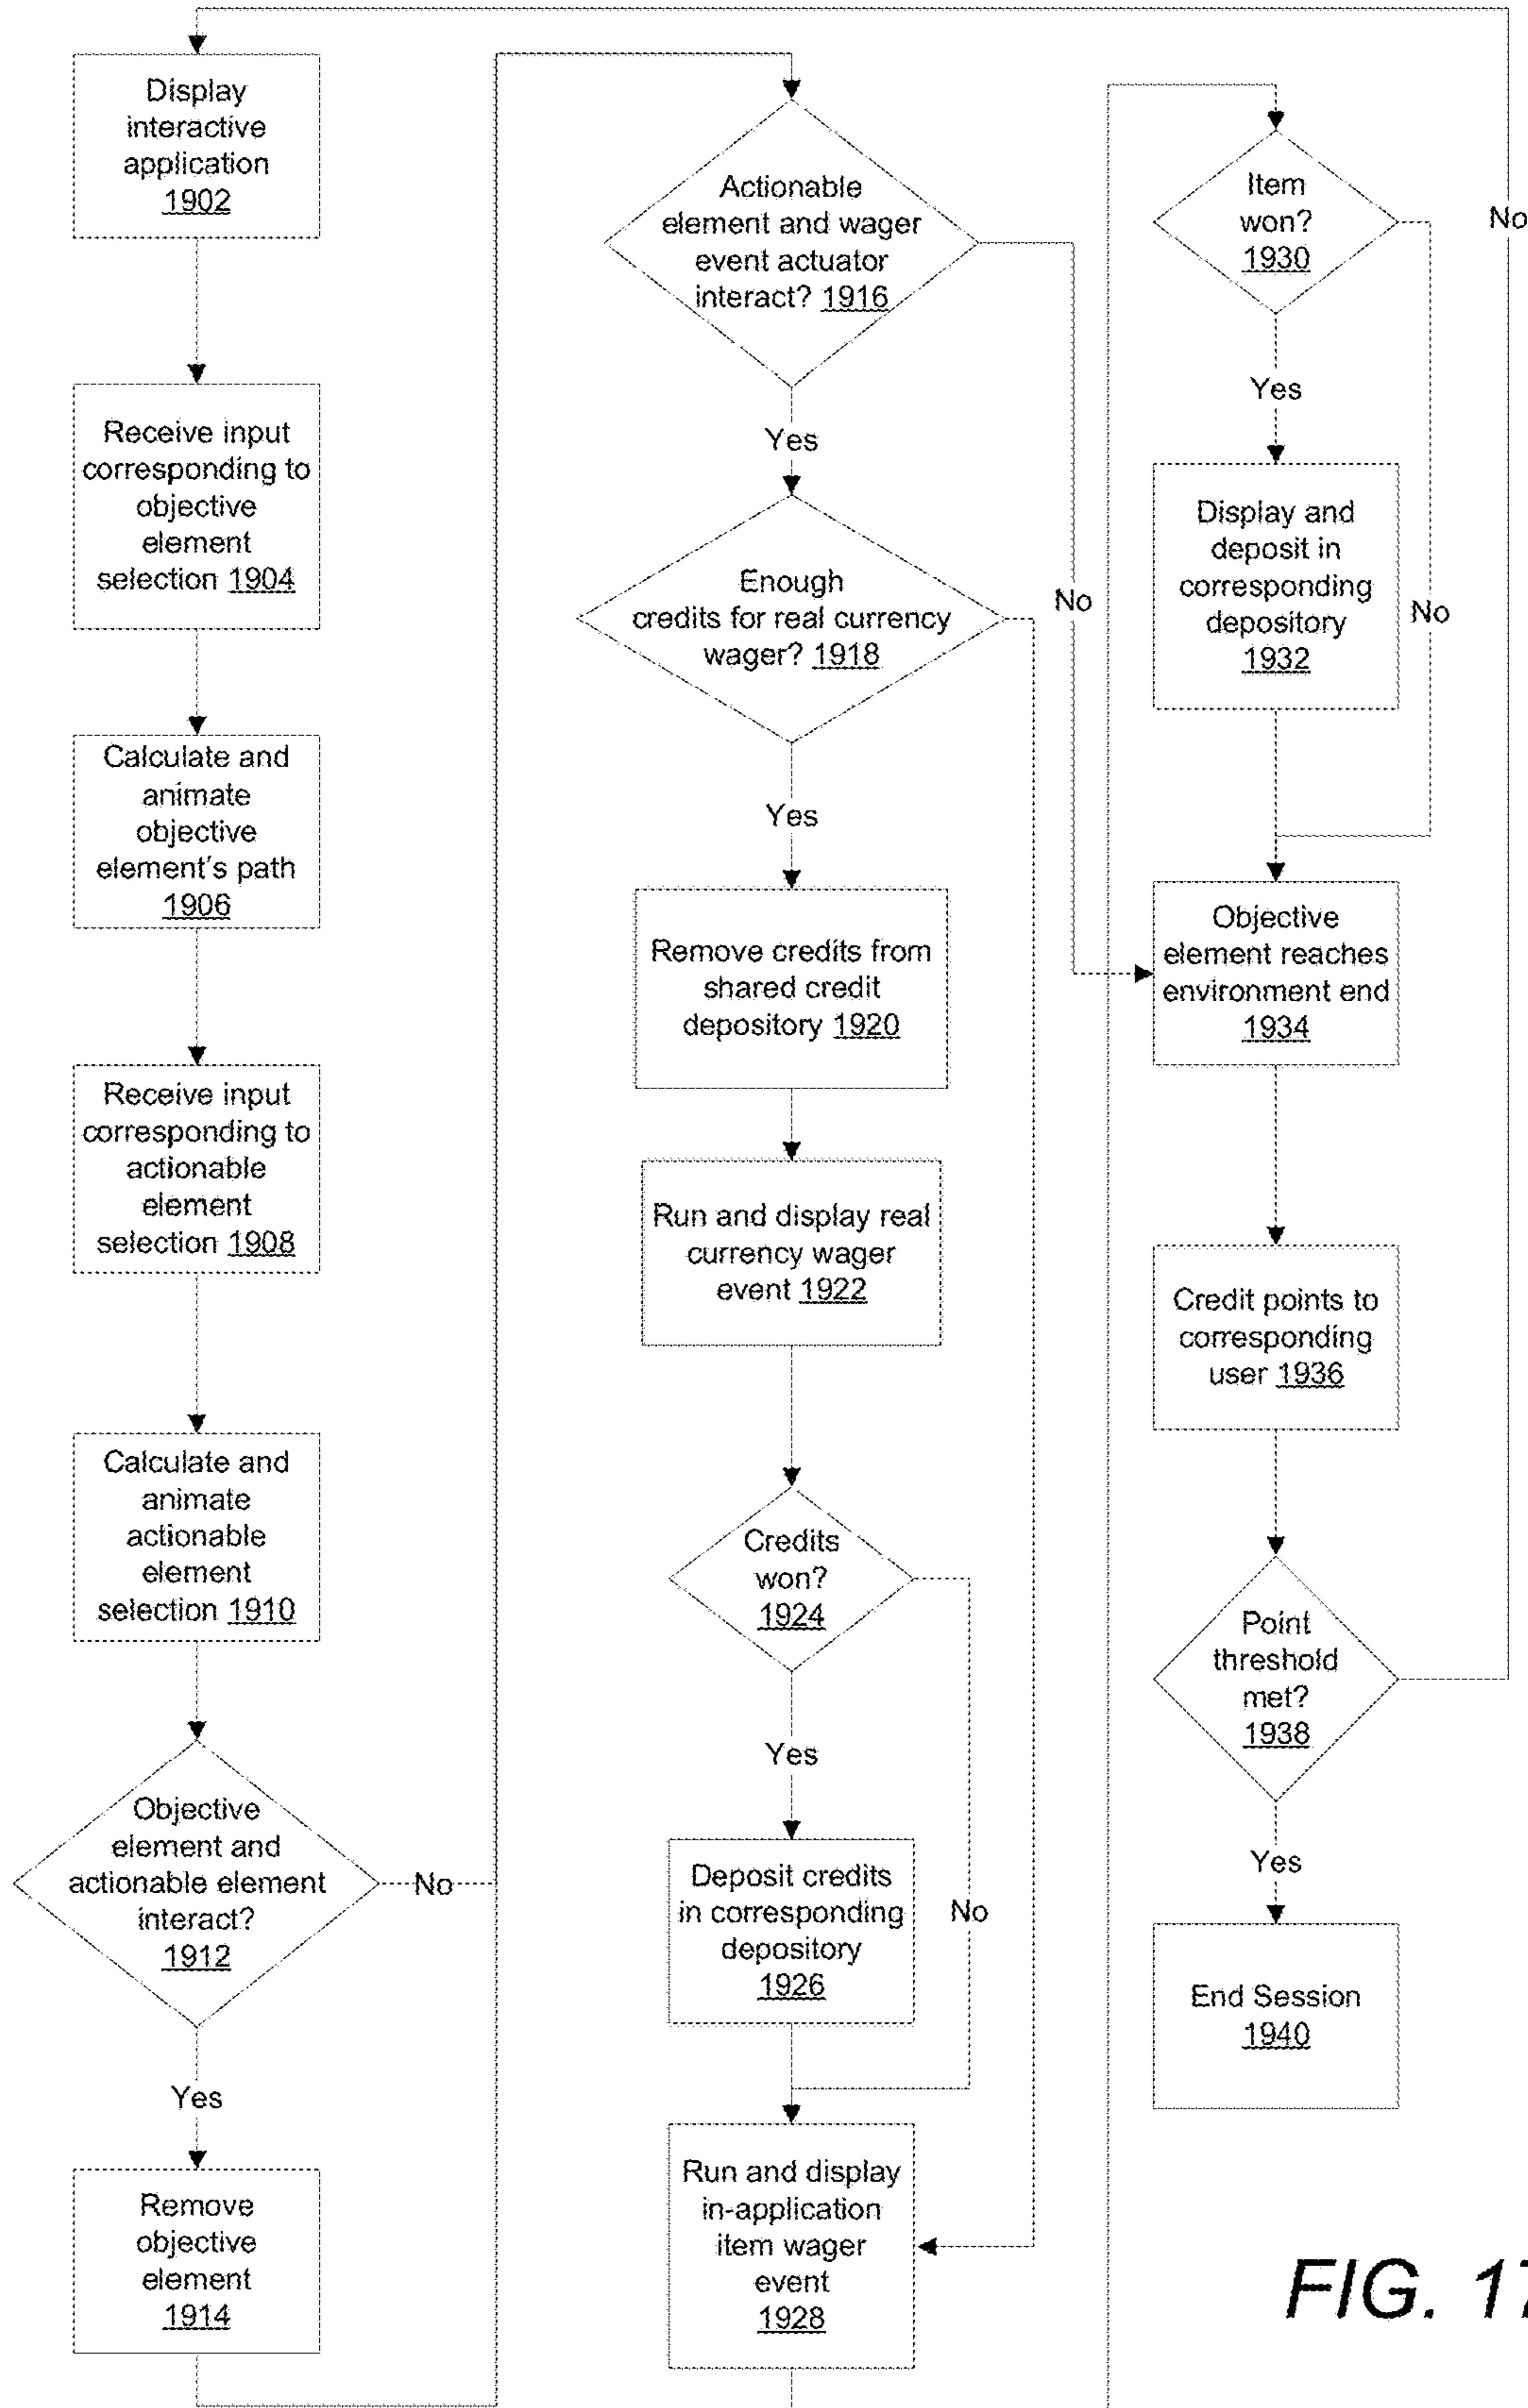 Display
interactive
application
1902
Receive input
corresponding to
objective
element
selection 1904
Calculate and
animate
objective
element's path
1906
Receive input
corresponding to
actionable
element
selection 1908
Calculate and
animate
actionable
element
selection 1910
Objective
element and
actionable element
interact?
1912
No
Yes
Remove
objective
element
1914
Actionable
element and wager
event actuator
interact? 1916
No
Yes
Enough
credits for real currency
wager? 1918
Yes
Remove credits from
shared credit
depository 1920
Run and display real
currency wager
event 1922
Credits
won?
1924
Yes
No
Deposit credits
in corresponding
depository
1926
Run and display
in-application
item wager
event
1928
Item
won?
1930
Yes
No
Display and
deposit in
corresponding
depository
1932
Objective
element reaches
environment end
1934
Credit points to
corresponding
user 1936
Point
threshold
met?
1938
No
Yes
End Session
1940
FIG. 17